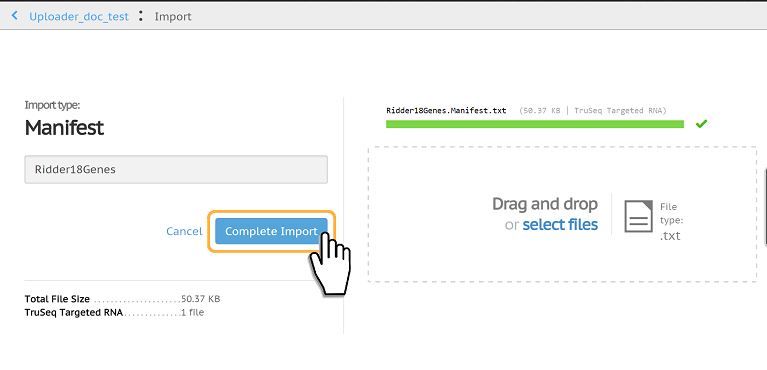 Uploader_doc_test : Import
Import type:
Manifest
Ridder18Genes
Cancel
Complete Import
Total File Size ......................50.37 KB
TruSeq Targeted RNA..............1 file
Ridder18Genes.Manifest.txt (50.37 KB | TruSeq Targeted RNA)
Drag and drop
or select files
File
type:
.txt